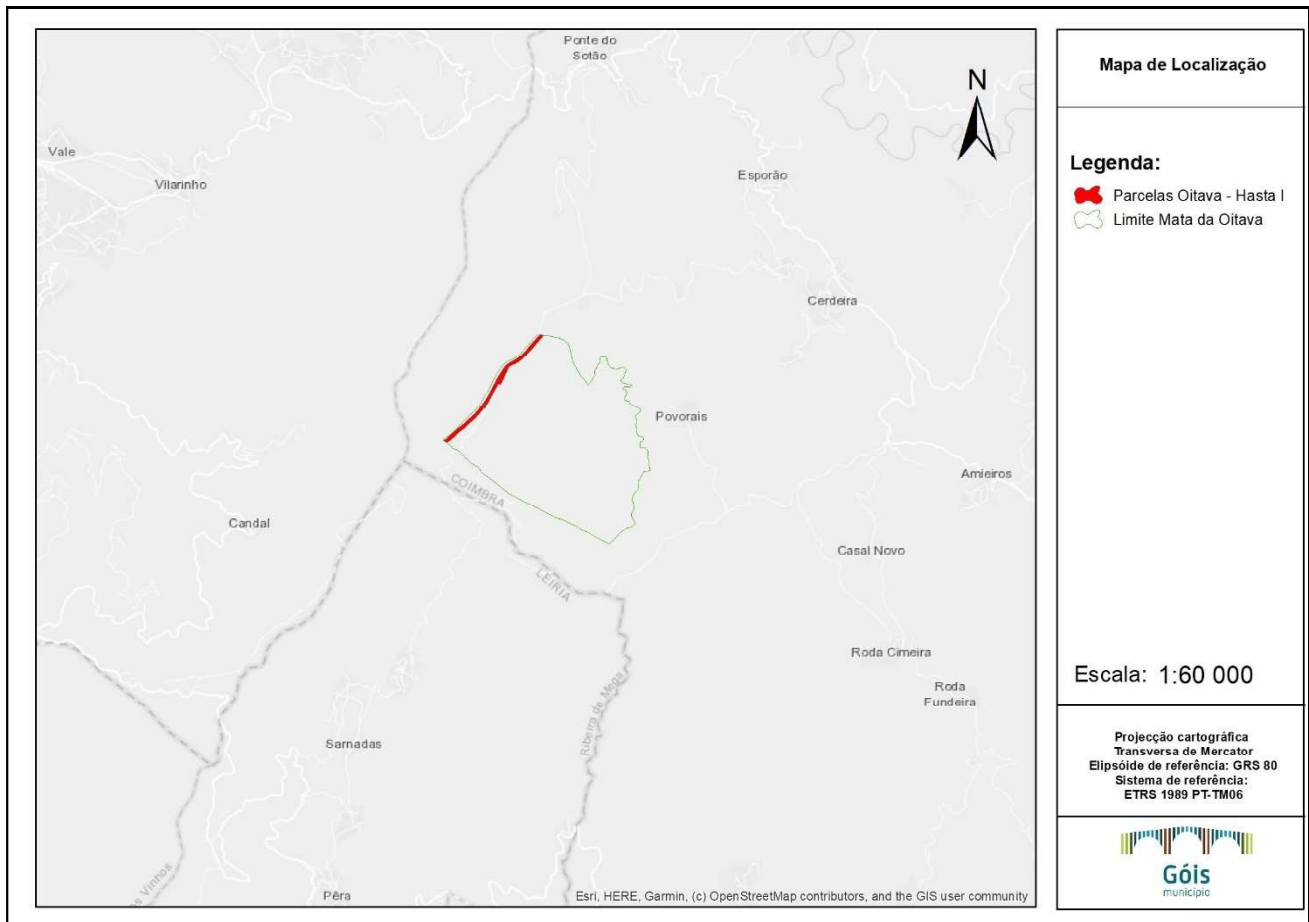 Ponte do
Sotão
N
Vale
Vilarinho
Esporão
Cerdeira
Povorais
COIMBRA
Amieiros
Candal
Casal Novo
LEIRIA
Roda Cimeira
Roda
Fundeira
Ribeira de Mega
Sarnadas
os Vinhos
Pêra
Esri, HERE, Garmin, (c) OpenStreetMap contributors, and the GIS user community
Mapa de Localização
Legenda:
Parcelas Oitava - Hasta I
Limite Mata da Oitava
Escala: 1:60 000
Projecção cartográfica
Transversa de Mercator
Elipsóide de referência: GRS 80
Sistema de referência:
ETRS 1989 PT-TM06
Góis
município